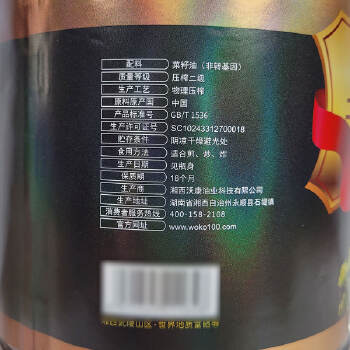 配料 菜籽油（非转基因）
质量等级 压榨二级
生产工艺 物理压榨
原料原产国 中国
产品标准号 GB/T 1536
生产许可证号 SC10243312700018
贮存条件 阴凉干燥避光处
食用方法 适合煎、炒、炸
生产日期 见瓶身
保质期 18个月
生产商 湘西沃康油业科技有限公司
生产地址 湖南省湘西自治州永顺县石堤镇
消费者服务热线 400-158-2108
官方网站 www.woko100.com